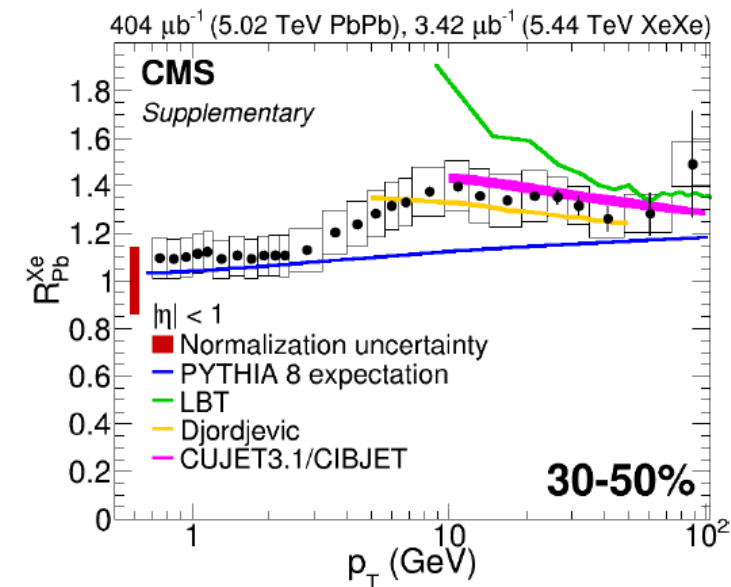 404 μb⁻¹ (5.02 TeV PbPb), 3.42 μb⁻¹ (5.44 TeV XeXe)
CMS
Supplementary
1.8
1.6
1.4
1.2
1
0.8
0.6
0.4
0.2
0
R^Xe_Pb
|η| < 1
Normalization uncertainty
PYTHIA 8 expectation
LBT
Djordjevic
CUJET3.1/CIBJET
30-50%
1
10
10²
p_T (GeV)